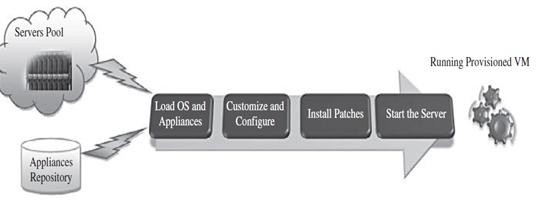 Servers Pool
Running Provisioned VM
Load OS and
Appliances
Customize and
Configure
Install Patches
Start the Server
Appliances
Repository